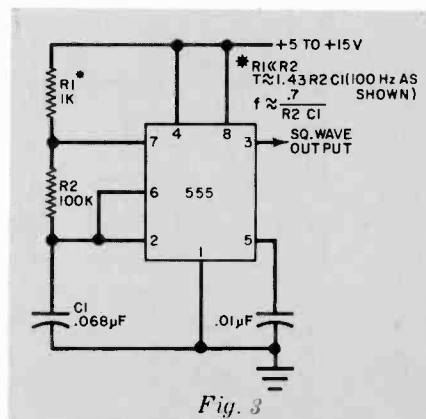 +5 TO +15V
R1*
1K
* R1≪R2
T≈1.43 R2 C1(100 Hz AS
SHOWN)
f≈ .7
R2 C1
4
8
7
3
SQ.WAVE
OUTPUT
R2
100K
6
555
2
1
5
C1
.068µF
.01µF
Fig. 3